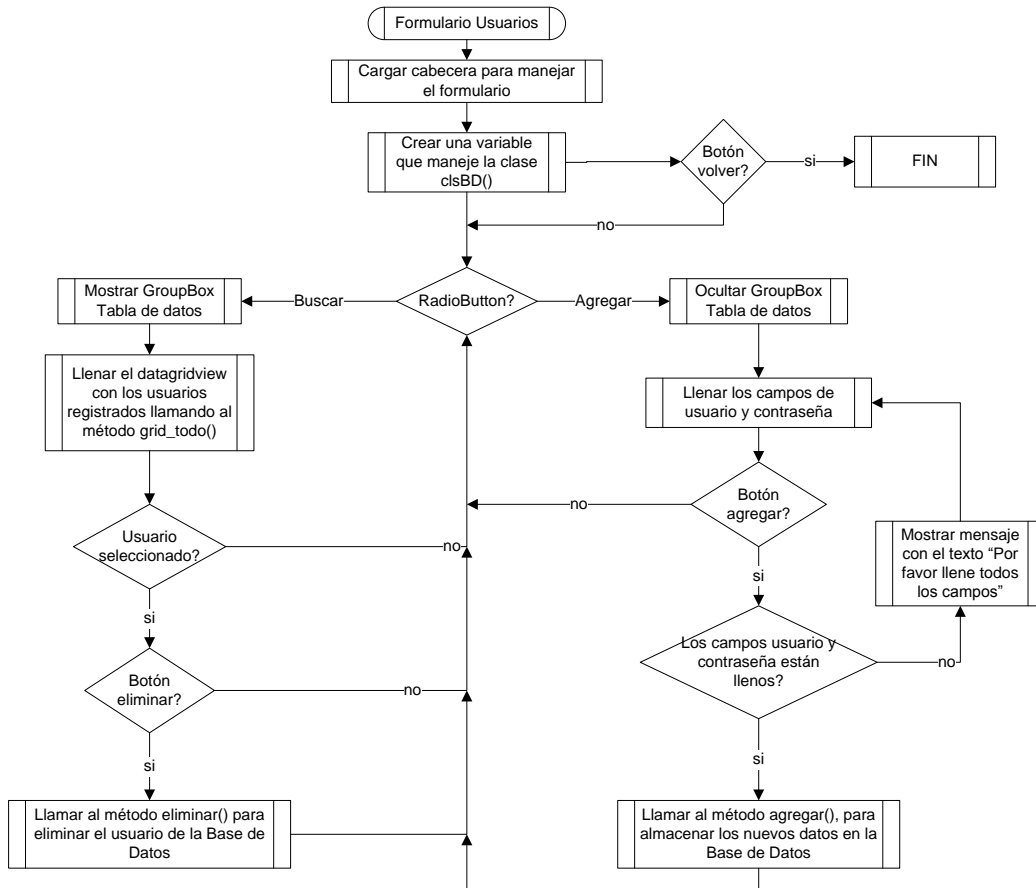 Formulario Usuarios
Cargar cabecera para manejar
el formulario
Crear una variable
que maneje la clase
clsBD()
Botón
volver?
si
FIN
no
Mostrar GroupBox
Tabla de datos
Buscar
RadioButton?
Agregar
Ocultar GroupBox
Tabla de datos
Llenar el datagridview
con los usuarios
registrados llamando al
método grid_todo()
Llenar los campos de
usuario y contraseña
Botón
agregar?
no
Usuario
seleccionado?
no
Mostrar mensaje
con el texto “Por
favor llene todos
los campos”
si
si
Los campos usuario y
contraseña están
llenos?
no
Botón
eliminar?
no
si
si
Llamar al método eliminar() para
eliminar el usuario de la Base de
Datos
Llamar al método agregar(), para
almacenar los nuevos datos en la
Base de Datos